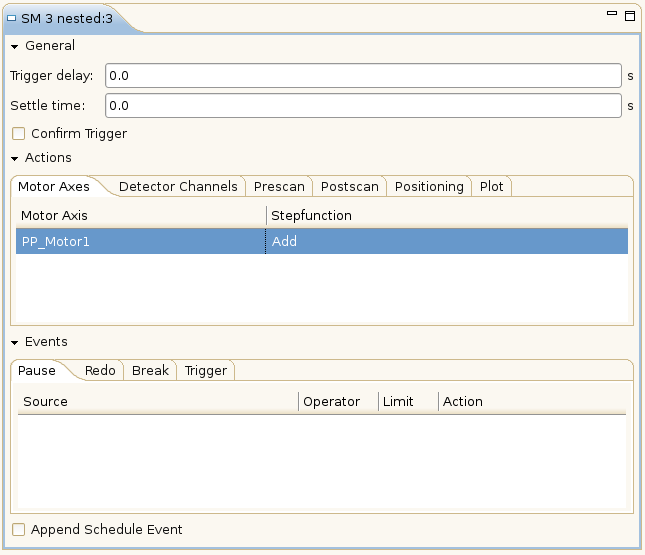 SM 3 nested:3
General
Trigger delay: 0.0 s
Settle time: 0.0 s
Confirm Trigger
Actions
Motor Axes Detector Channels Prescan Postscan Positioning Plot
Motor Axis Stepfunction
PP_Motor1 Add
Events
Pause Redo Break Trigger
Source Operator Limit Action
Append Schedule Event